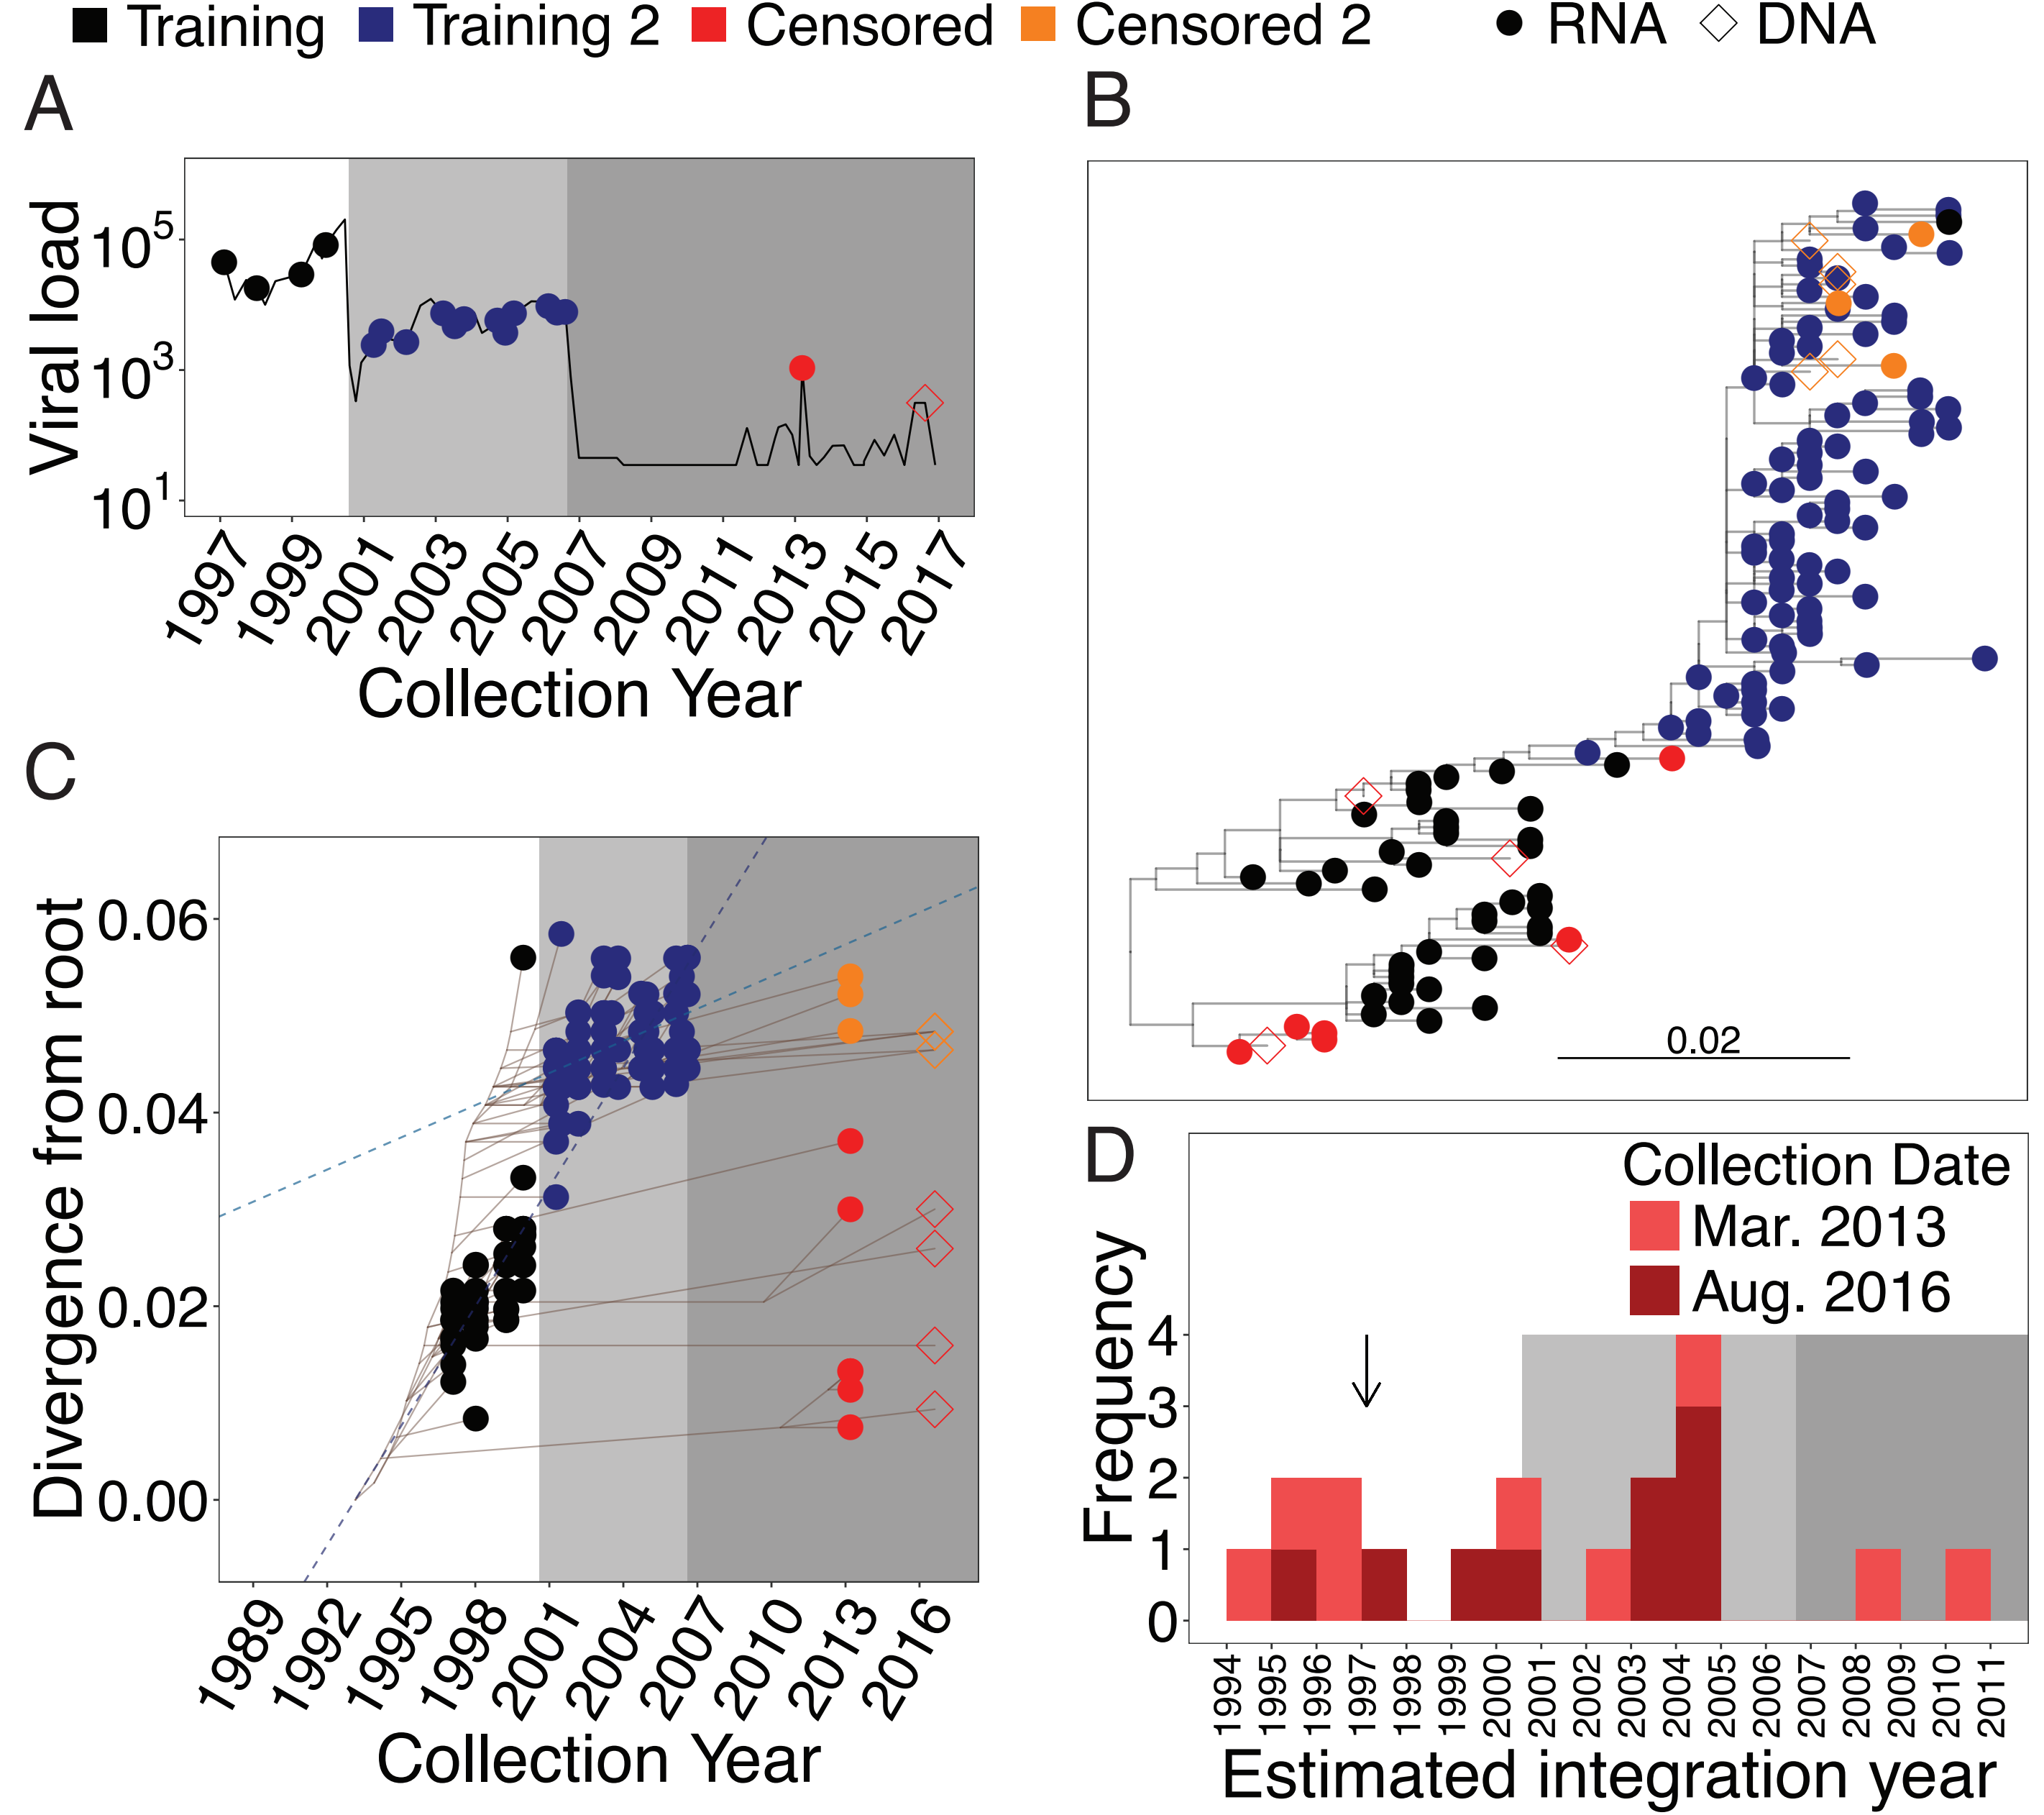 Training Training 2 Censored Censored 2 RNA DNA
A
Viral load
10^5
10^3
10^1
1997 1999 2001 2003 2005 2007 2009 2011 2013 2015 2017
Collection Year
B
0.02
C
Divergence from root
0.06
0.04
0.02
0.00
1989 1992 1995 1998 2001 2004 2007 2010 2013 2016
Collection Year
D
Collection Date
Mar. 2013
Aug. 2016
Frequency
4
3
2
1
0
1994 1995 1996 1997 1998 1999 2000 2001 2002 2003 2004 2005 2006 2007 2008 2009 2010 2011
Estimated integration year